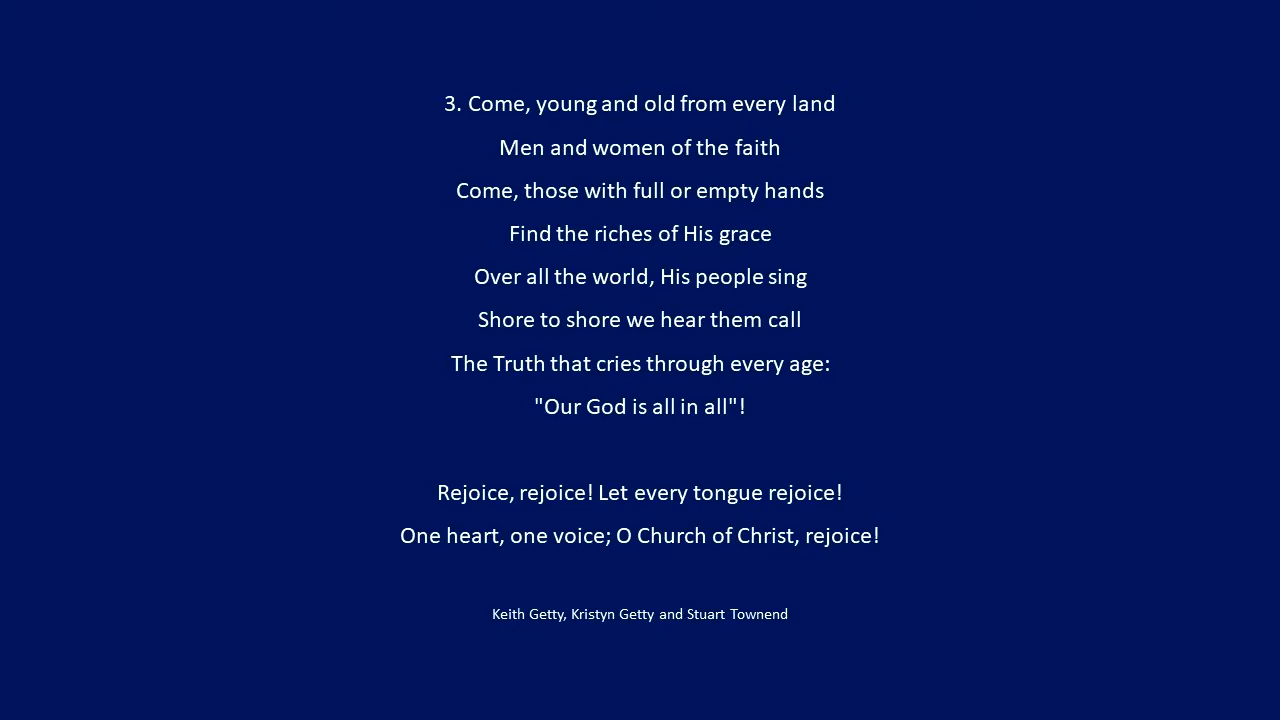 3. Come, young and old from every land
Men and women of the faith
Come, those with full or empty hands
Find the riches of His grace
Over all the world, His people sing
Shore to shore we hear them call
The Truth that cries through every age:
"Our God is all in all"!
Rejoice, rejoice! Let every tongue rejoice!
One heart, one voice; O Church of Christ, rejoice!
Keith Getty, Kristyn Getty and Stuart Townend